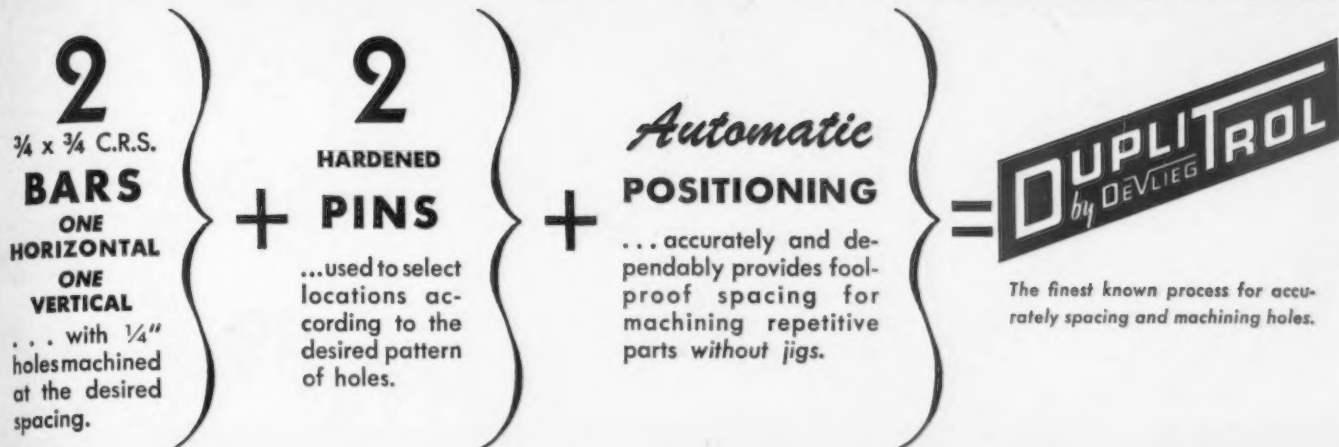 2
¾ x ¾ C.R.S.
BARS
ONE
HORIZONTAL
ONE
VERTICAL
. . . with ¼"
holes machined
at the desired
spacing.
+
2
HARDENED
PINS
...used to select
locations ac-
cording to the
desired pattern
of holes.
+
Automatic
POSITIONING
. . . accurately and de-
pendably provides fool-
proof spacing for
machining repetitive
parts without jigs.
=
DUPLITROL
by DEVLIEG
The finest known process for accu-
rately spacing and machining holes.